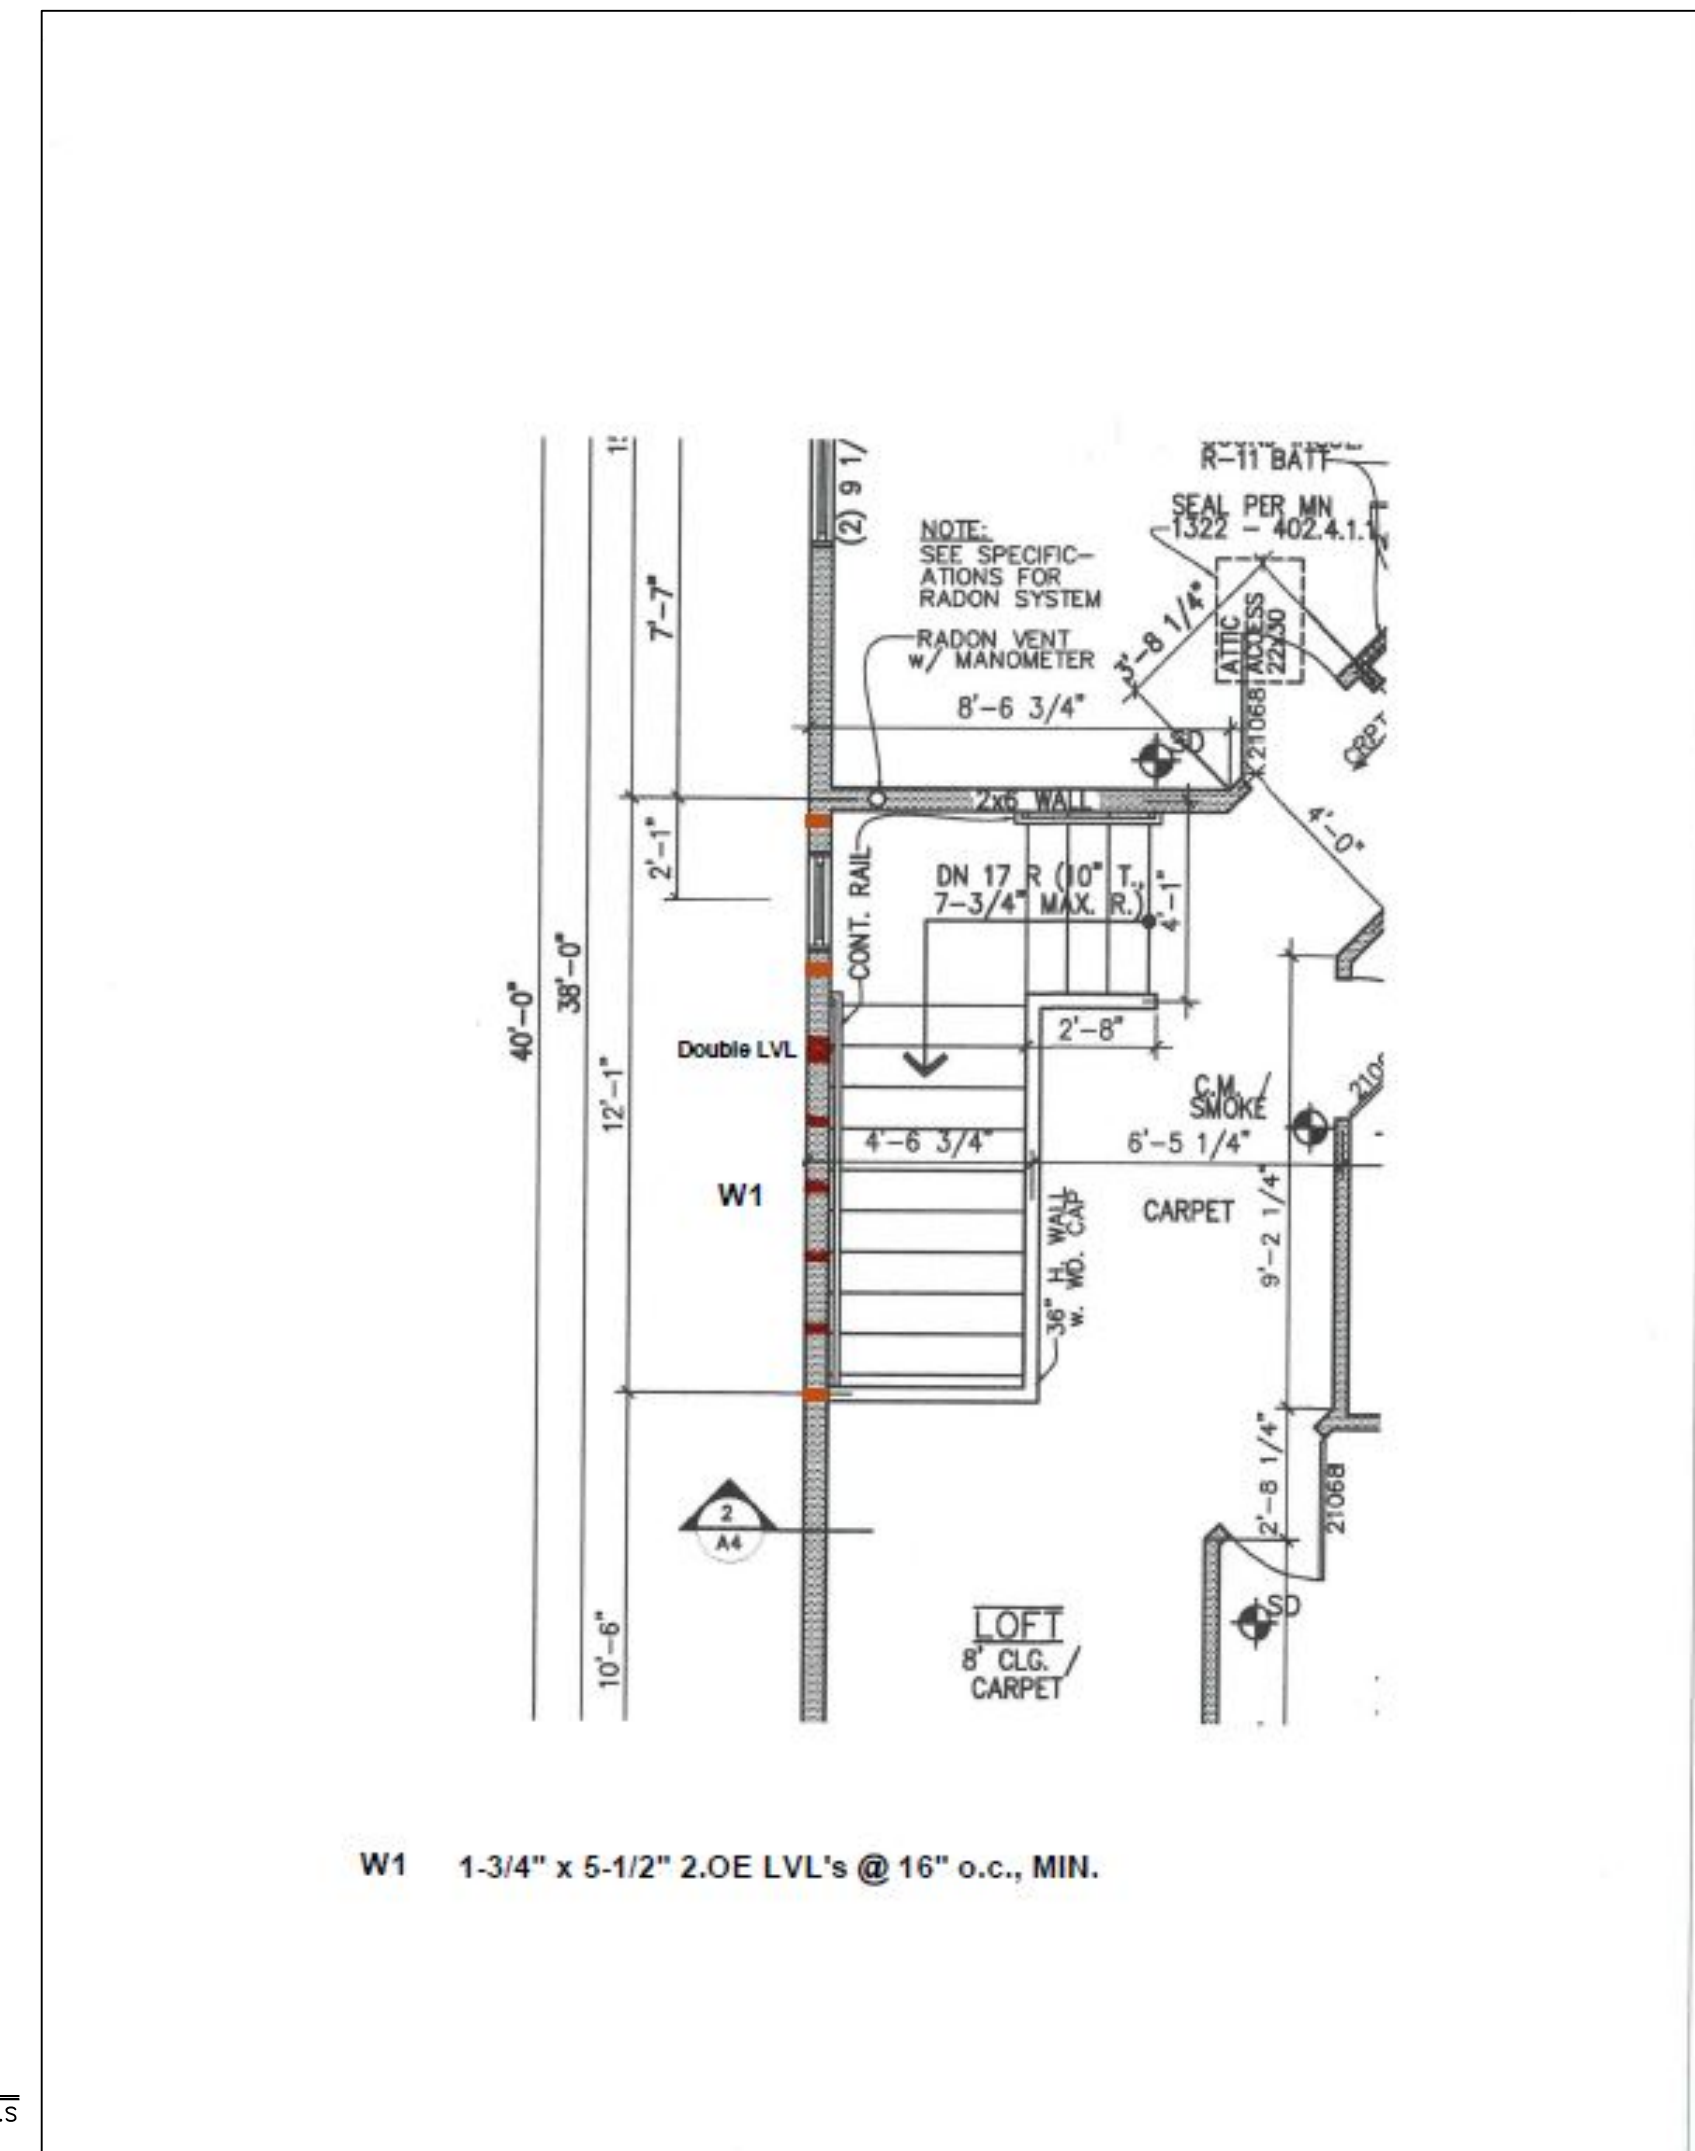 (2) 9 1/
R-11 BATT
SEAL PER MN
1322 - 402.4.1.1
NOTE:
SEE SPECIFIC-
ATIONS FOR
RADON SYSTEM
RADON VENT
w/ MANOMETER
7'-7"
3'-8 1/4"
ATTIC
ACCESS
22x30
21068
8'-6 3/4"
SD
CRPT
2x6 WALL
2'-1"
4'-0"
CONT. RAIL
DN 17 R (10" T.,
7-3/4" MAX. R.)
4'-1"
40'-0"
38'-0"
2'-8"
Double LVL
12'-1"
C.M.
SMOKE
4'-6 3/4"
6'-5 1/4"
W1
CARPET
36" H. WALL
w. WD. CAP
9'-2 1/4"
2'-8 1/4"
21068
2
A4
10'-6"
SD
LOFT
8' CLG.
CARPET
W1 1-3/4" x 5-1/2" 2.OE LVL's @ 16" o.c., MIN.
.S